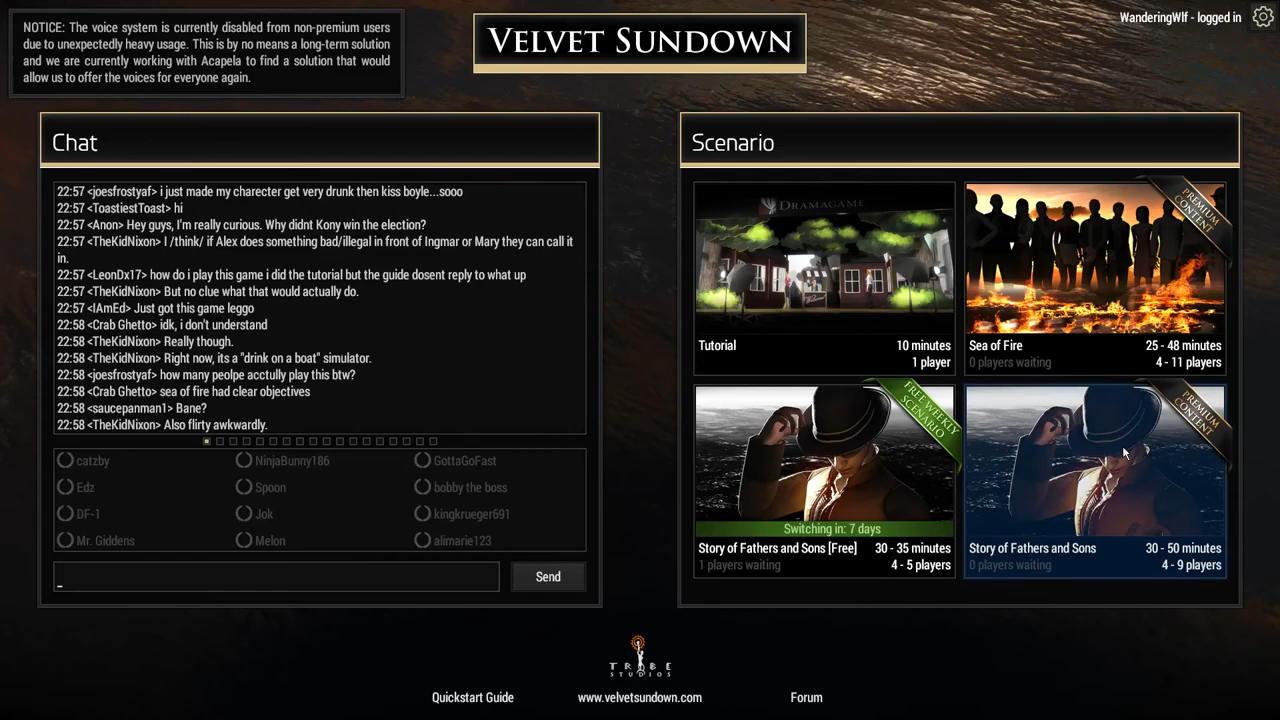 NOTICE: The voice system is currently disabled from non-premium users
due to unexpectedly heavy usage. This is by no means a long-term solution
and we are currently working with Acapela to find a solution that would
allow us to offer the voices for everyone again.
VELVET SUNDOWN
WanderingWlf - logged in
Chat
22:57 <joesfrostyaf> i just made my charecter get very drunk then kiss boyle...sooo
22:57 <ToastiestToast> hi
22:57 <Anon> Hey guys, I'm really curious. Why didnt Kony win the election?
22:57 <TheKidNixon> I /think/ if Alex does something bad/illegal in front of Ingmar or Mary they can call it
in.
22:57 <LeonDx17> how do i play this game i did the tutorial but the guide dosent reply to what up
22:57 <TheKidNixon> But no clue what that would actually do.
22:57 <IAmEd> Just got this game leggo
22:58 <Crab Ghetto> idk, i don't understand
22:58 <TheKidNixon> Really though.
22:58 <TheKidNixon> Right now, its a "drink on a boat" simulator.
22:58 <joesfrostyaf> how many peolpe acctully play this btw?
22:58 <Crab Ghetto> sea of fire had clear objectives
22:58 <saucepanman1> Bane?
22:58 <TheKidNixon> Also flirty awkwardly.
catzby NinjaBunny186 GottaGoFast
Edz Spoon bobby the boss
DF-1 Jok kingkrueger691
Mr. Giddens Melon alimarie123
_
Send
Scenario
DRAMAGAME
Tutorial 10 minutes
1 player
PREMIUM
CONTENT
Sea of Fire 25 - 48 minutes
0 players waiting 4 - 11 players
FREE WEEKLY
SCENARIO
Switching in: 7 days
Story of Fathers and Sons [Free] 30 - 35 minutes
1 players waiting 4 - 5 players
PREMIUM
CONTENT
Story of Fathers and Sons 30 - 50 minutes
0 players waiting 4 - 9 players
TRIBE
STUDIOS
Quickstart Guide www.velvetsundown.com Forum